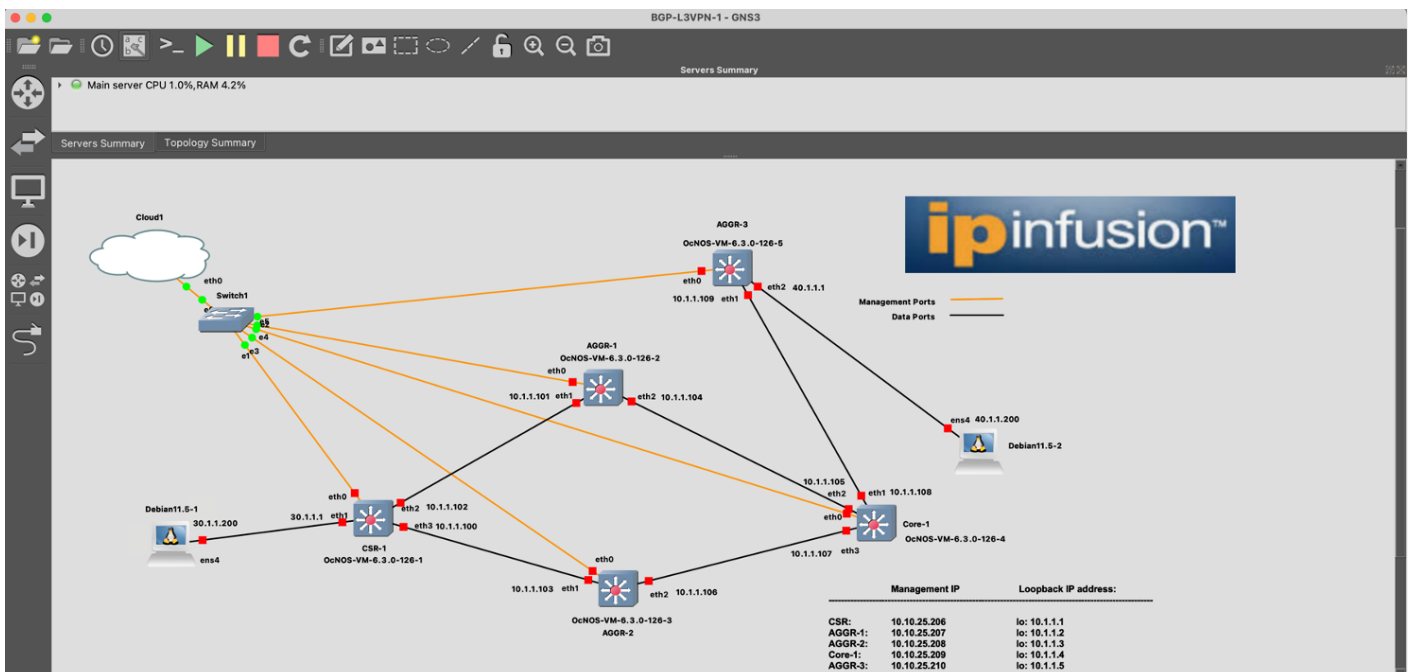 BGP-L3VPN-1 - GNS3
Servers Summary
Main server CPU 1.0%,RAM 4.2%
Servers Summary
Topology Summary
Cloud1
eth0
Switch1
e5
e4
e3
e1
AGGR-3
OcNOS-VM-6.3.0-126-5
eth0
10.1.1.109 eth1
eth2 40.1.1.1
ipinfusion™
Management Ports
Data Ports
AGGR-1
OcNOS-VM-6.3.0-126-2
eth0
10.1.1.101 eth1
eth2 10.1.1.104
ens4 40.1.1.200
Debian11.5-2
10.1.1.105
eth2
eth1 10.1.1.108
eth0
Core-1
OcNOS-VM-6.3.0-126-4
10.1.1.107 eth3
Debian11.5-1
30.1.1.200
ens4
eth0
30.1.1.1 eth1
eth2 10.1.1.102
eth3 10.1.1.100
CSR-1
OcNOS-VM-6.3.0-126-1
eth0
10.1.1.103 eth1
eth2 10.1.1.106
OcNOS-VM-6.3.0-126-3
AGGR-2
Management IP Loopback IP address:
CSR: 10.10.25.206 lo: 10.1.1.1
AGGR-1: 10.10.25.207 lo: 10.1.1.2
AGGR-2: 10.10.25.208 lo: 10.1.1.3
Core-1: 10.10.25.209 lo: 10.1.1.4
AGGR-3: 10.10.25.210 lo: 10.1.1.5